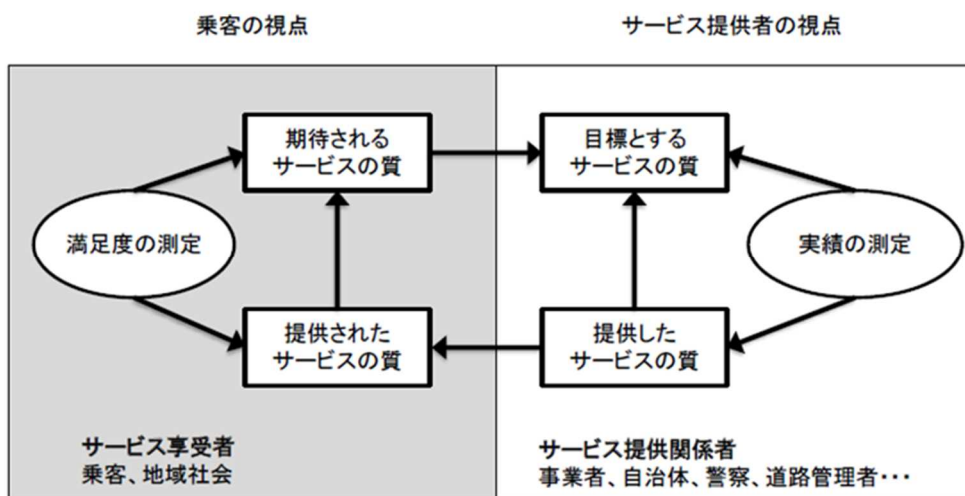 乗客の視点
サービス提供者の視点
期待される
サービスの質
目標とする
サービスの質
満足度の測定
実績の測定
提供された
サービスの質
提供した
サービスの質
サービス享受者
乗客、地域社会
サービス提供関係者
事業者、自治体、警察、道路管理者･･･